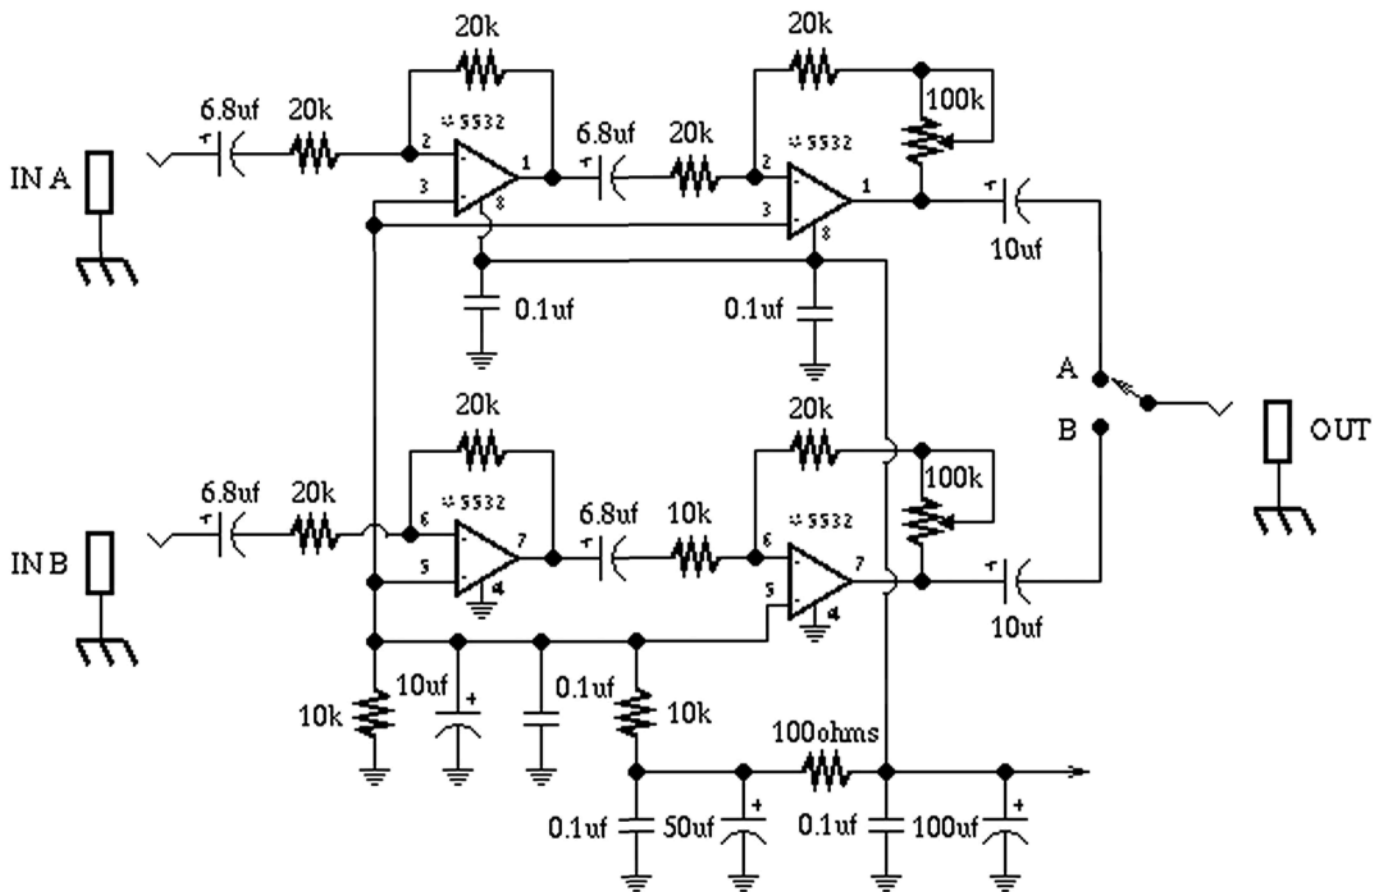 20k
20k
6.8uf
20k
5532
100k
6.8uf
20k
5532
IN A
2
1
2
1
3
8
3
8
10uf
0.1uf
0.1uf
A
20k
20k
B
OUT
6.8uf
20k
5532
100k
6.8uf
10k
5532
IN B
6
7
6
7
5
4
5
4
10uf
10uf
+
0.1uf
10k
10k
100ohms
0.1uf
50uf
+
0.1uf
100uf
+